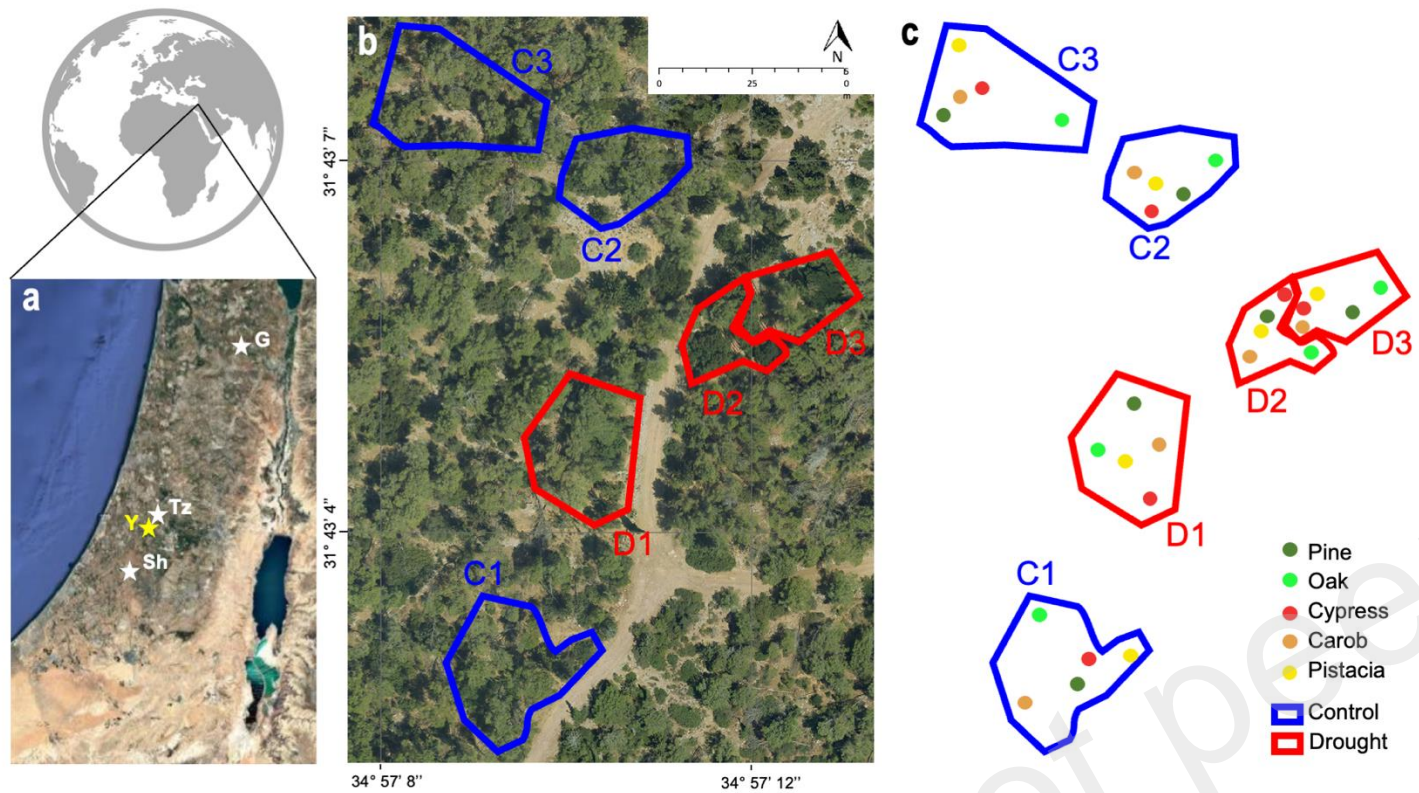 a
G
Tz
Y
Sh
b
C3
N
0 25 50
m
31° 43' 7"
C2
D3
D2
D1
31° 43' 4"
C1
34° 57' 8" 34° 57' 12"
c
C3
C2
D3
D2
D1
C1
Pine
Oak
Cypress
Carob
Pistacia
Control
Drought